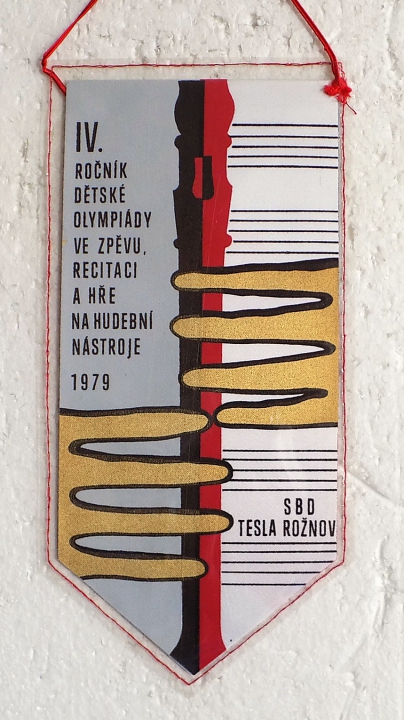 IV.
ROČNÍK
DĚTSKÉ
OLYMPIÁDY
VE ZPĚVU,
RECITACI
A HŘE
NA HUDEBNÍ
NÁSTROJE
1979
SBD
TESLA ROŽNOV